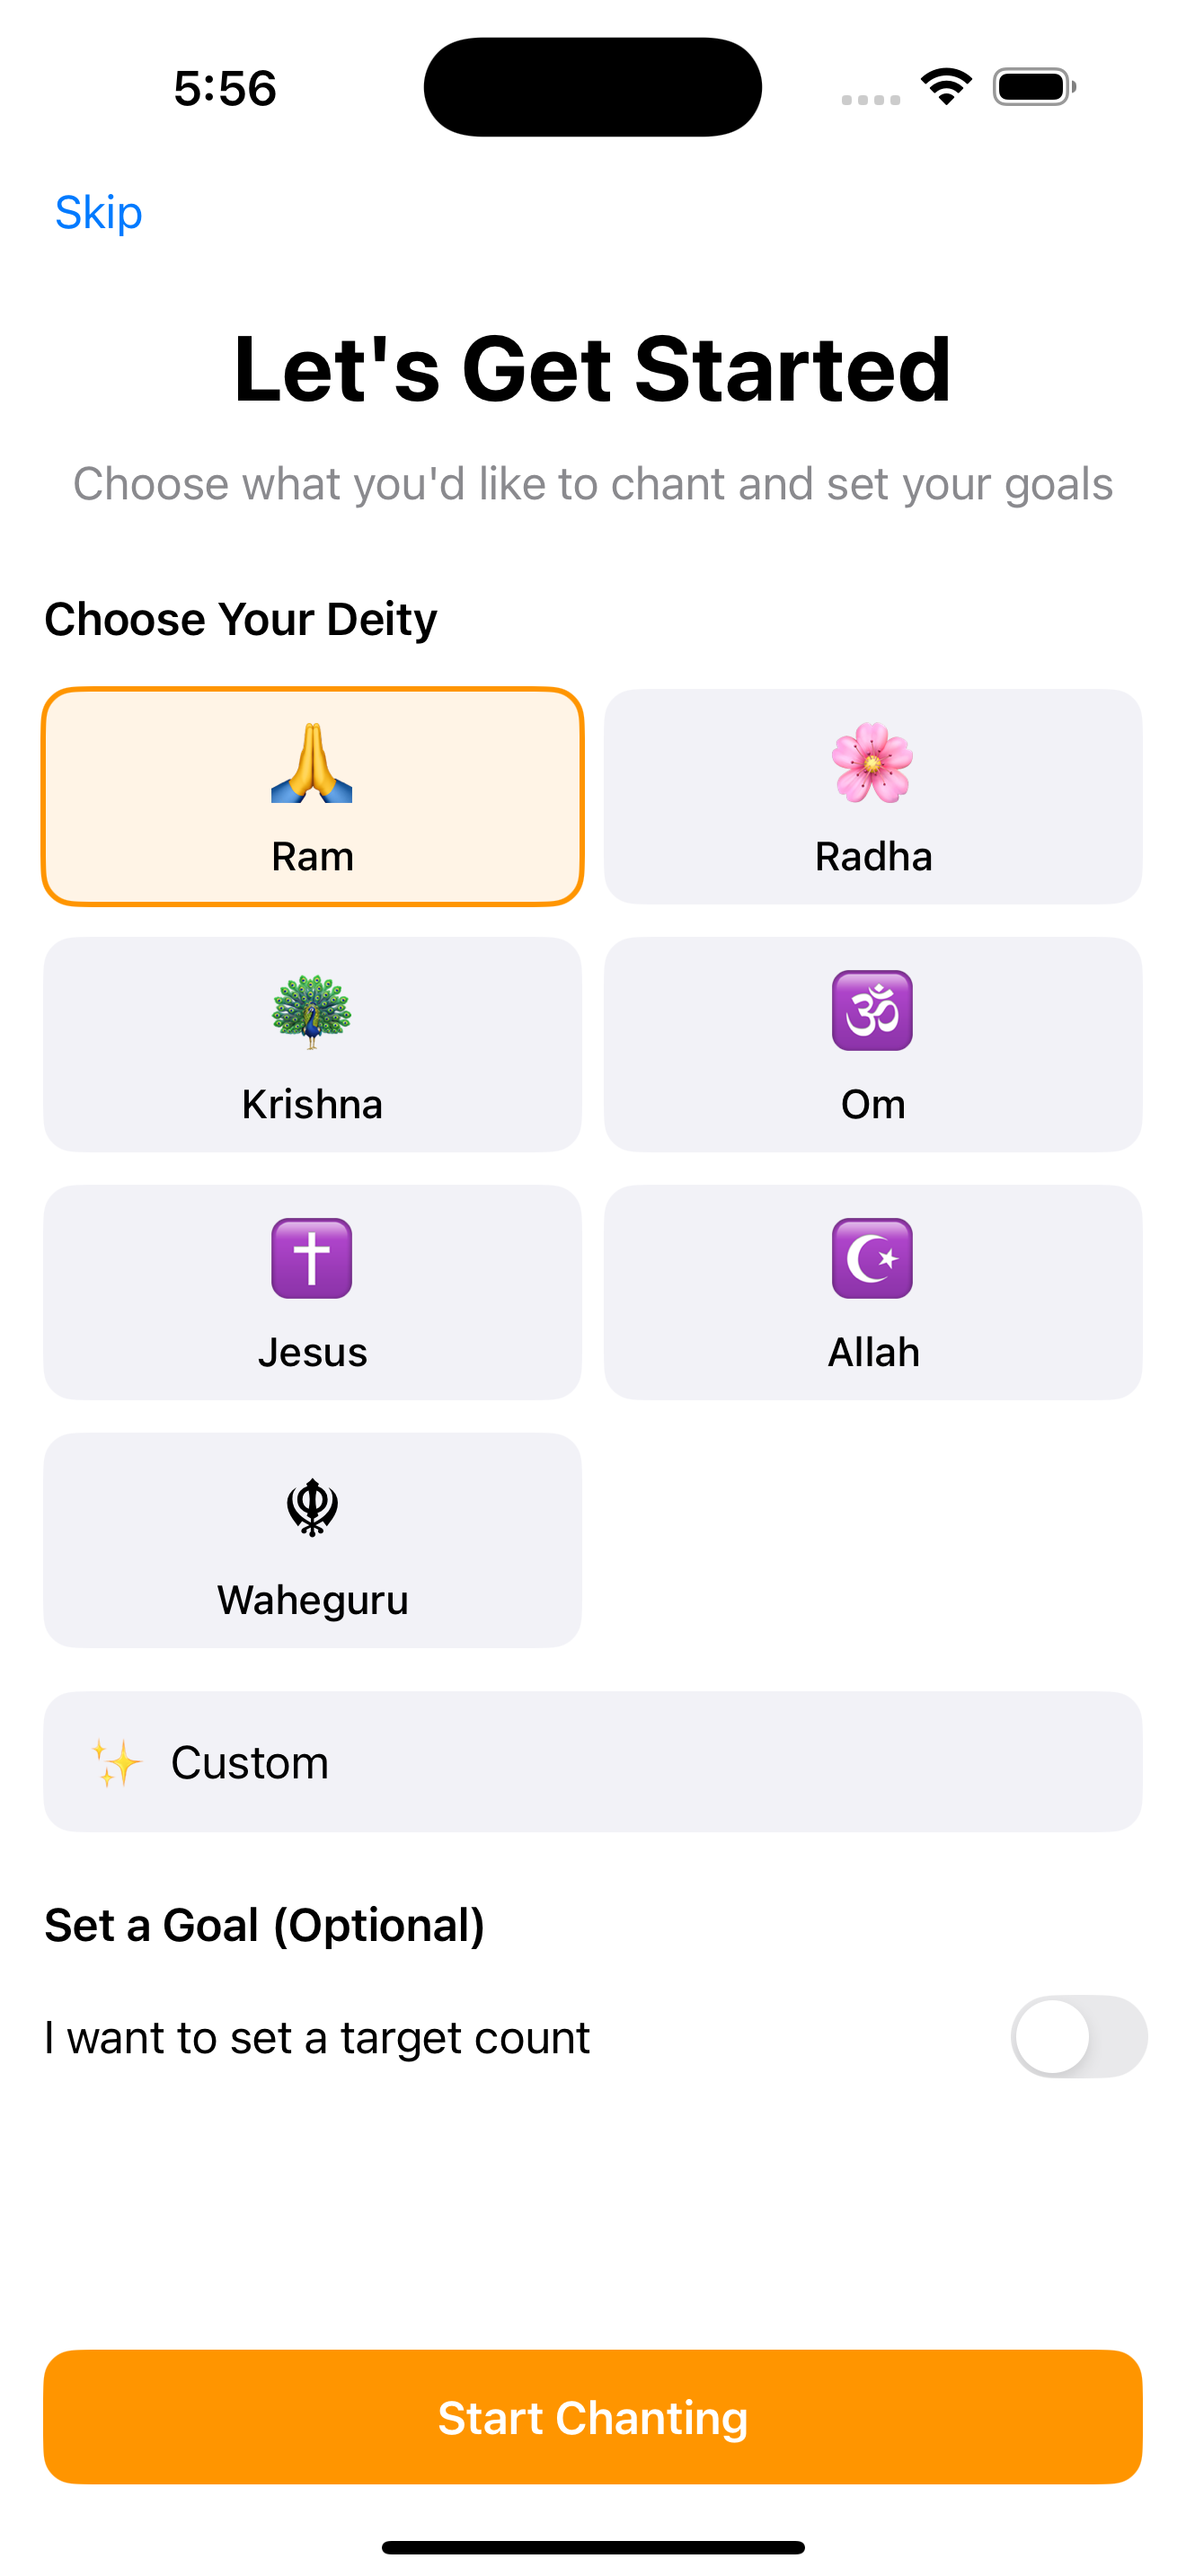 5:56
Skip
Let's Get Started
Choose what you'd like to chant and set your goals
Choose Your Deity
Ram
Radha
Krishna
ॐ
Om
Jesus
Allah
Waheguru
Custom
Set a Goal (Optional)
I want to set a target count
Start Chanting